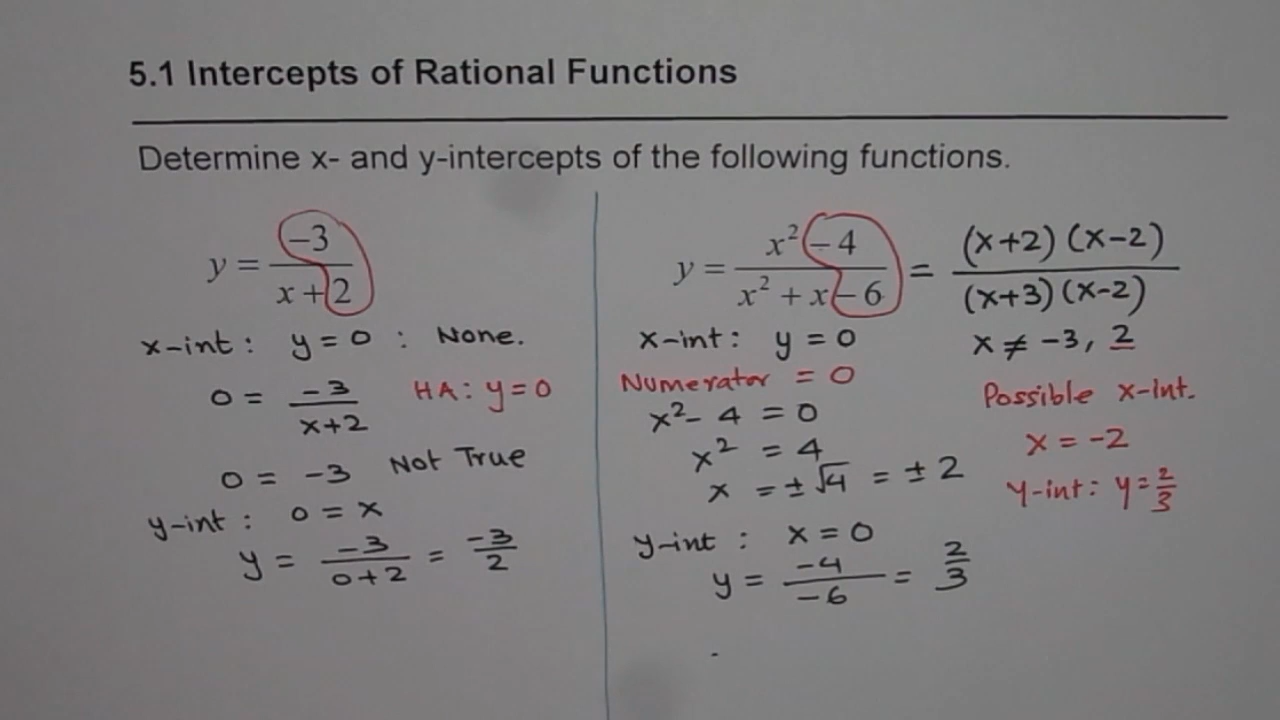 5.1 Intercepts of Rational Functions
Determine x- and y-intercepts of the following functions.
y = -3 / x + 2
x-int : y = 0 : None.
0 = -3 / x+2 HA: y = 0
0 = -3 Not True
y-int : 0 = x
y = -3 / 0+2 = -3 / 2
y = x² - 4 / x² + x - 6 = (x+2) (x-2) / (x+3) (x-2)
x-int : y = 0
x ≠ -3, 2
Numerator = 0
x² - 4 = 0
x² = 4
x = ±√4 = ± 2
Possible x-Int.
x = -2
y-int : y = 2/3
y-int : x = 0
y = -4 / -6 = 2 / 3